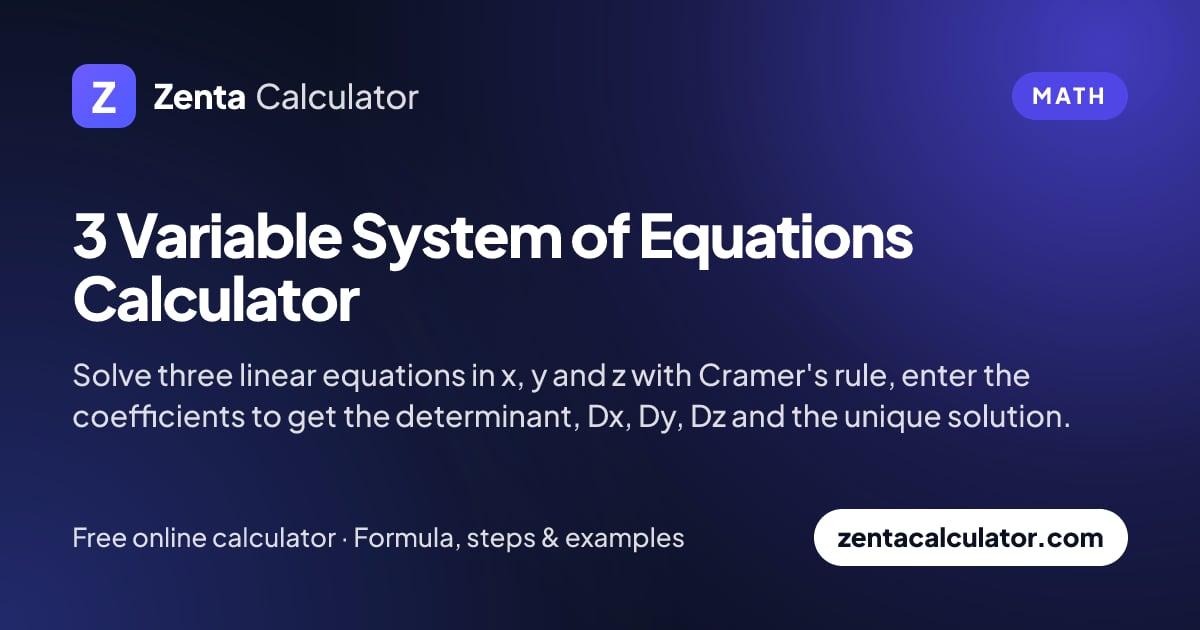 Z Zenta Calculator
MATH
3 Variable System of Equations
Calculator
Solve three linear equations in x, y and z with Cramer's rule, enter the
coefficients to get the determinant, Dx, Dy, Dz and the unique solution.
Free online calculator · Formula, steps & examples
zentacalculator.com